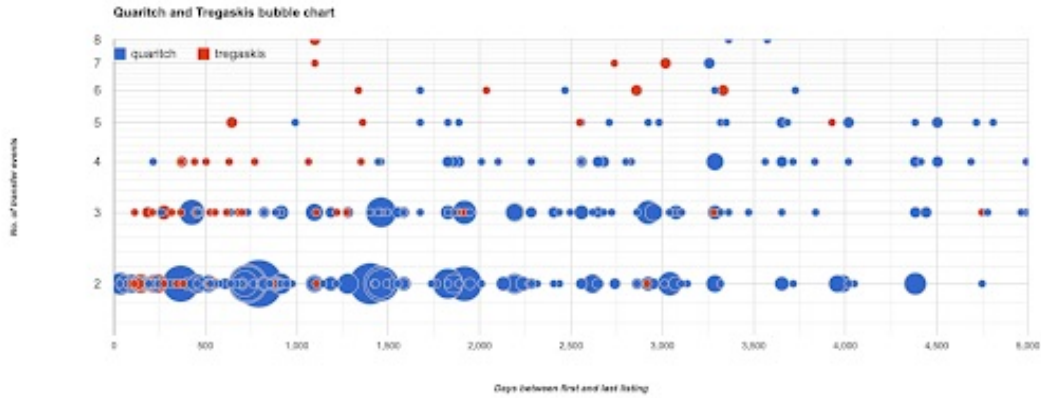 Quaritch and Tregaskis bubble chart
quaritch tregaskis
8
7
6
5
4
3
2
No. of transfer events
0 500 1,000 1,500 2,000 2,500 3,000 3,500 4,000 4,500 5,000
Days between first and last listing